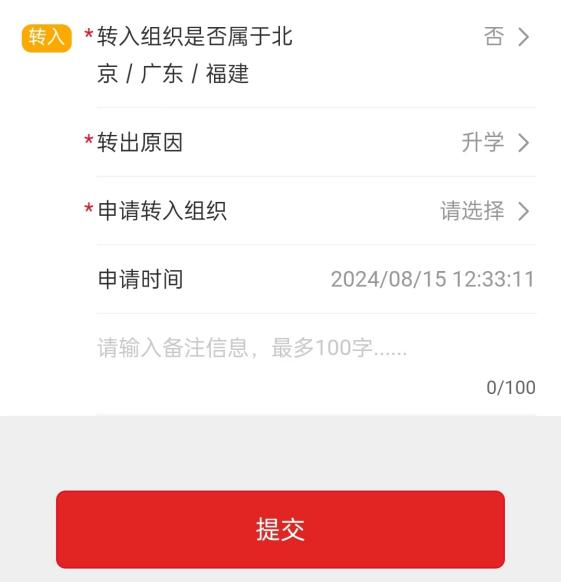 转入 *转入组织是否属于北 否
京 / 广东 / 福建
*转出原因 升学
*申请转入组织 请选择
申请时间 2024/08/15 12:33:11
请输入备注信息，最多100字......
0/100
提交